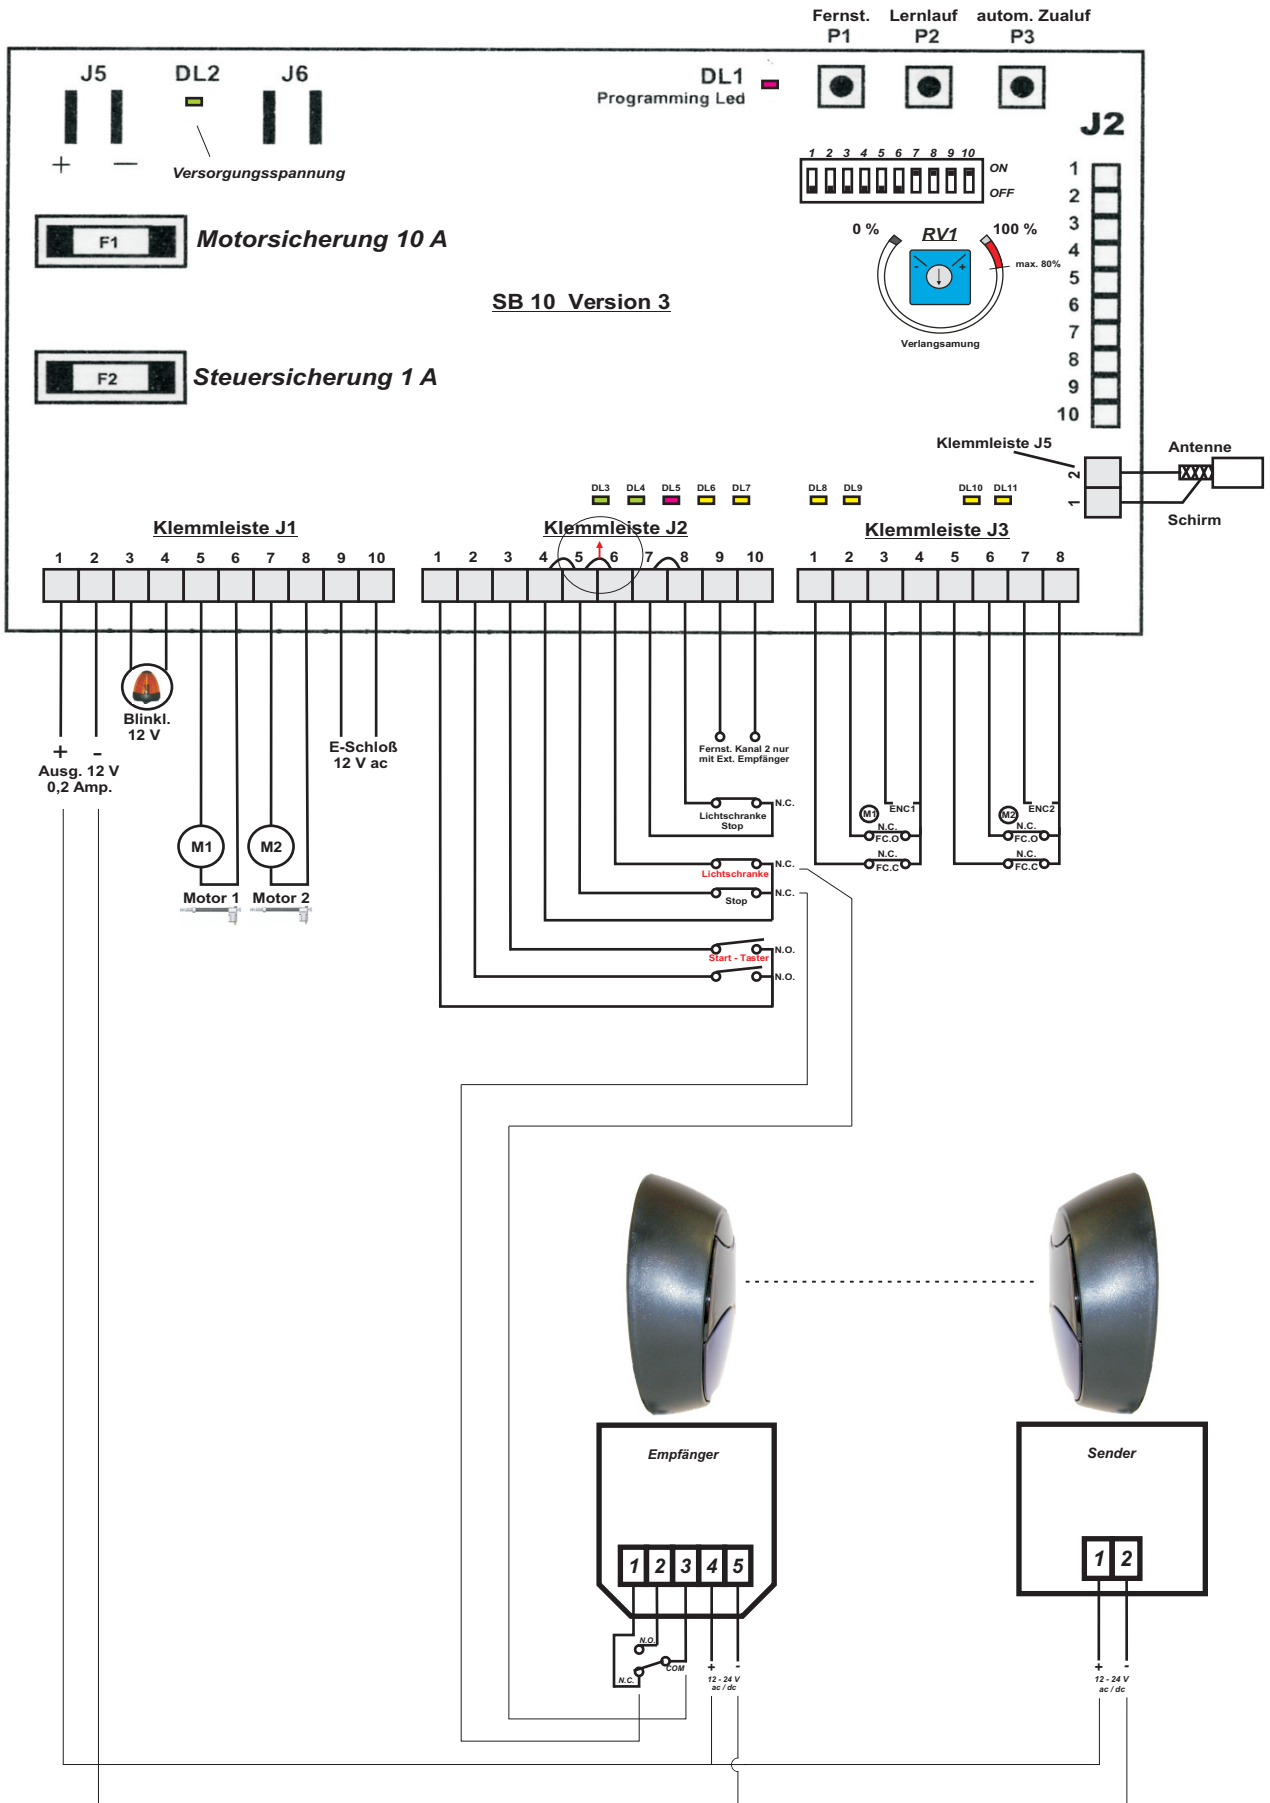 Fernst. Lernlauf autom. Zualuf
P1 P2 P3
J5 DL2 J6
DL1
Programming Led
J2
+ —
Versorgungsspannung
1 2 3 4 5 6 7 8 9 10
ON
OFF
1
2
3
4
5
6
7
8
9
10
F1 Motorsicherung 10 A
0 % RV1 100 %
- +
max. 80%
Verlangsamung
SB 10 Version 3
F2 Steuersicherung 1 A
Klemmleiste J5
2
1
Antenne
Schirm
DL3 DL4 DL5 DL6 DL7 DL8 DL9 DL10 DL11
Klemmleiste J1 Klemmleiste J2 Klemmleiste J3
1 2 3 4 5 6 7 8 9 10
1 2 3 4 5 6 7 8 9 10
1 2 3 4 5 6 7 8
+ -
Ausg. 12 V
0,2 Amp.
Blinkl.
12 V
E-Schloß
12 V ac
M1 M2
Motor 1 Motor 2
Fernst. Kanal 2 nur
mit Ext. Empfänger
N.C.
Lichtschranke
Stop
N.C.
Lichtschranke
N.C.
Stop
N.O.
Start - Taster
N.O.
ENC1
M1
N.C.
FC.O
N.C.
FC.C
ENC2
M2
N.C.
FC.O
N.C.
FC.C
Empfänger
1 2 3 4 5
N.O.
COM
N.C.
+ -
12 - 24 V
ac / dc
Sender
1 2
+ -
12 - 24 V
ac / dc